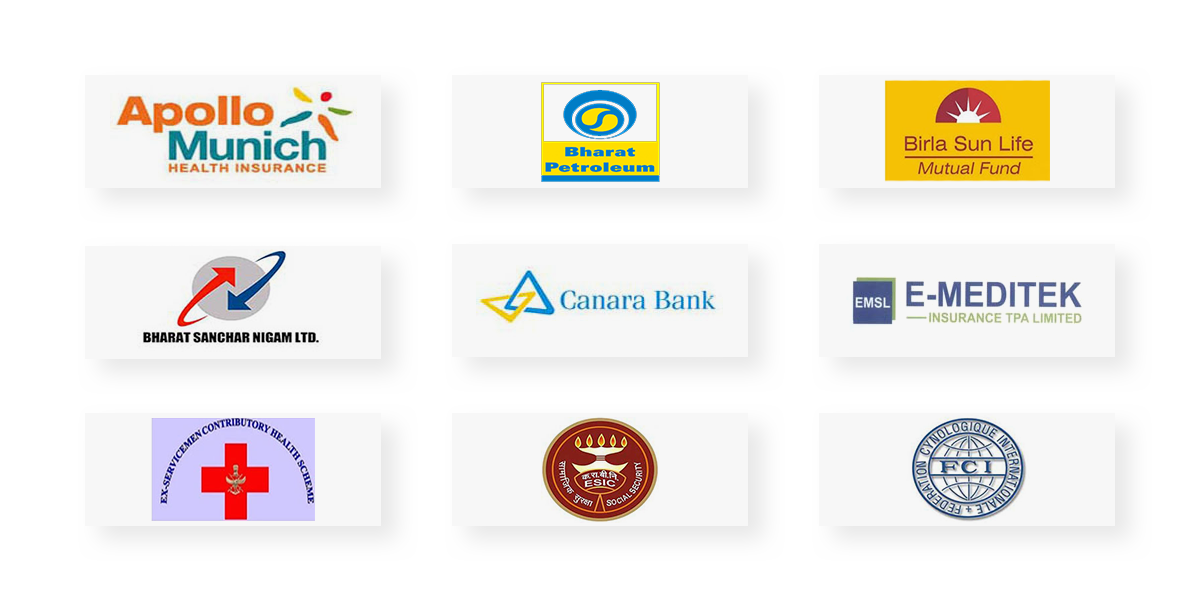 Apollo
Munich
HEALTH INSURANCE
Bharat
Petroleum
Birla Sun Life
Mutual Fund
BHARAT SANCHAR NIGAM LTD.
Canara Bank
EMSL
E-MEDITEK
INSURANCE TPA LIMITED
EX-SERVICEMEN CONTRIBUTORY HEALTH SCHEME
क.रा.बी.नि.
ESIC
सामाजिक सुरक्षा
SOCIAL SECURITY
FEDERATION CYNOLOGIQUE INTERNATIONALE
FCI